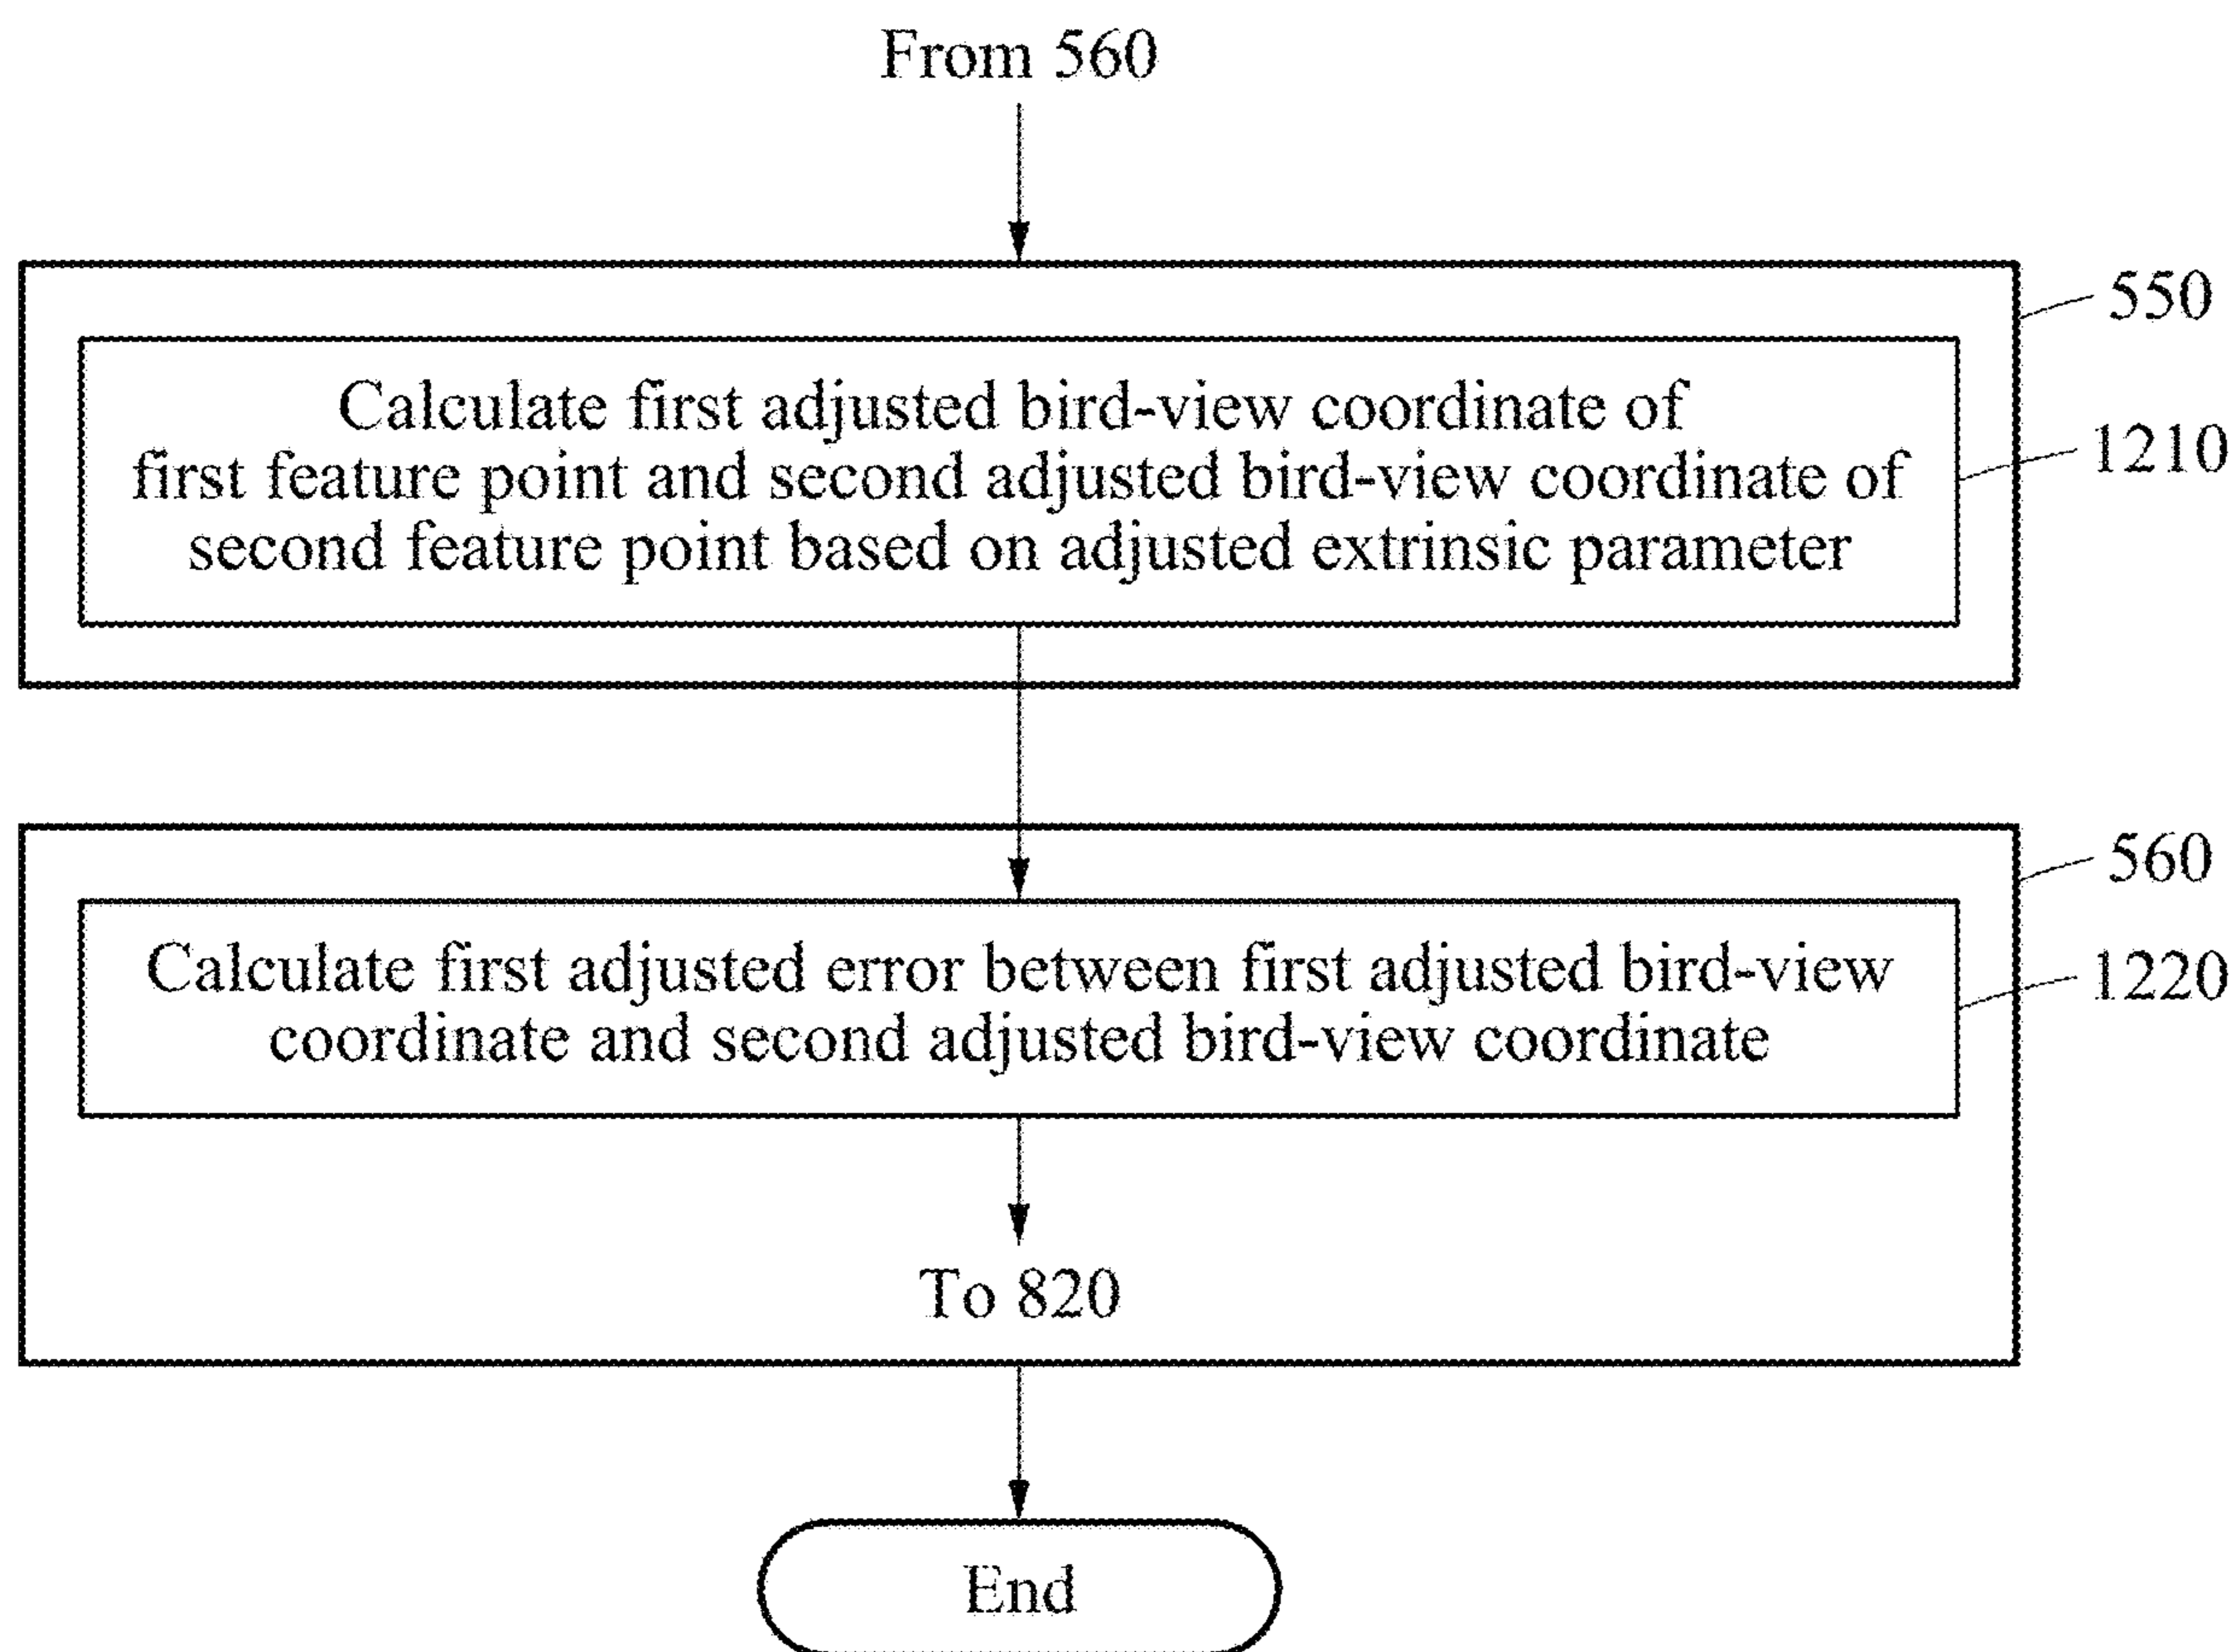 From 560
550
Calculate first adjusted bird-view coordinate of
first feature point and second adjusted bird-view coordinate of
second feature point based on adjusted extrinsic parameter
1210
560
Calculate first adjusted error between first adjusted bird-view
coordinate and second adjusted bird-view coordinate
1220
To 820
End